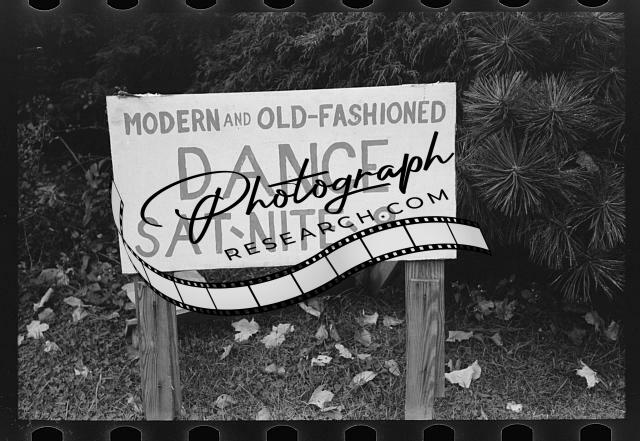 MODERN AND OLD-FASHIONED
DANCE
SAT-NITE
Photograph
RESEARCH.COM